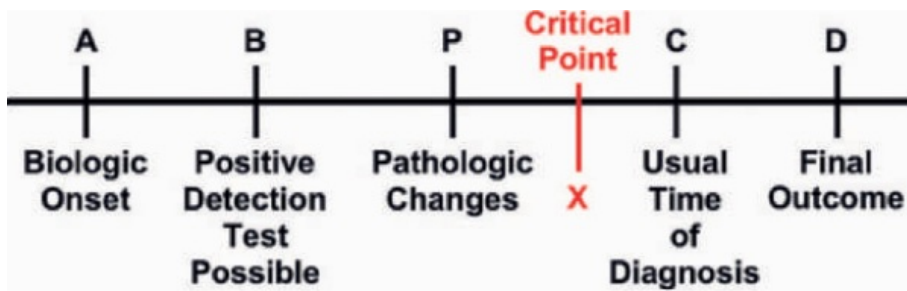 A
B
P
Critical
Point
C
D
Biologic
Onset
Positive
Detection
Test
Possible
Pathologic
Changes
X
Usual
Time
of
Diagnosis
Final
Outcome